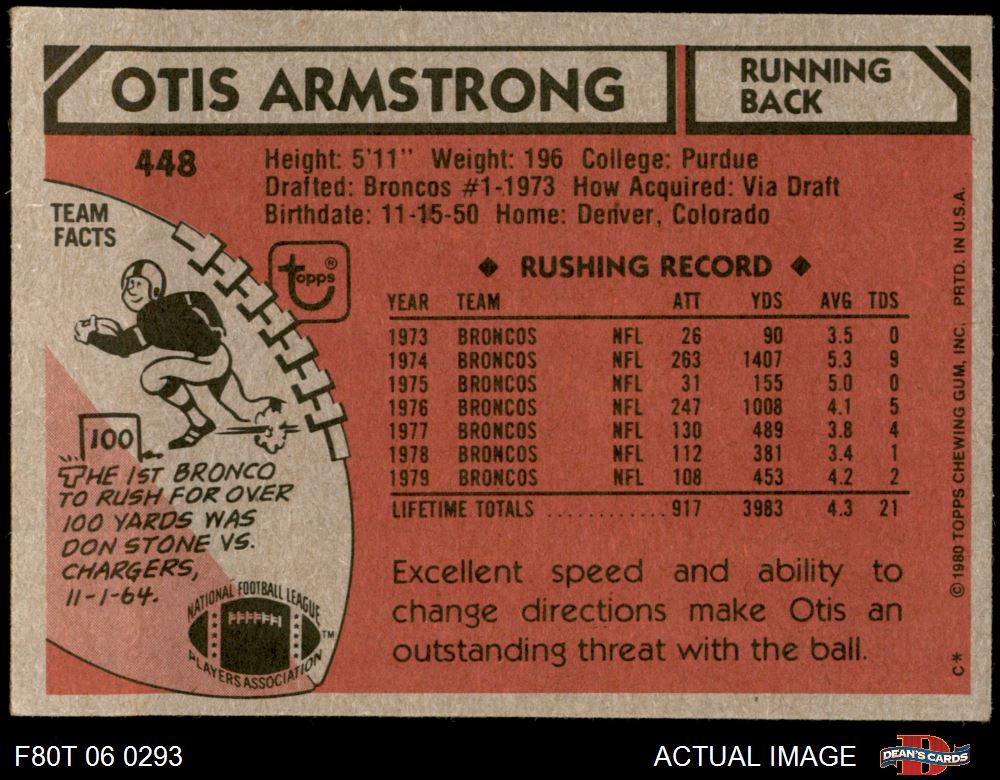 OTIS ARMSTRONG
RUNNING
BACK
448
Height: 5'11" Weight: 196 College: Purdue
Drafted: Broncos #1-1973 How Acquired: Via Draft
Birthdate: 11-15-50 Home: Denver, Colorado
TEAM
FACTS
topps®
100
THE 1ST BRONCO
TO RUSH FOR OVER
100 YARDS WAS
DON STONE VS.
CHARGERS,
11-1-64.
NATIONAL FOOTBALL LEAGUE
PLAYERS ASSOCIATION
TM
◆ RUSHING RECORD ◆
YEAR TEAM ATT YDS AVG TDS
1973 BRONCOS NFL 26 90 3.5 0
1974 BRONCOS NFL 263 1407 5.3 9
1975 BRONCOS NFL 31 155 5.0 0
1976 BRONCOS NFL 247 1008 4.1 5
1977 BRONCOS NFL 130 489 3.8 4
1978 BRONCOS NFL 112 381 3.4 1
1979 BRONCOS NFL 108 453 4.2 2
LIFETIME TOTALS ............ 917 3983 4.3 21
Excellent speed and ability to
change directions make Otis an
outstanding threat with the ball.
C* © 1980 TOPPS CHEWING GUM, INC. PRTD. IN U.S.A.
F80T 06 0293
ACTUAL IMAGE
DEAN'S CARDS